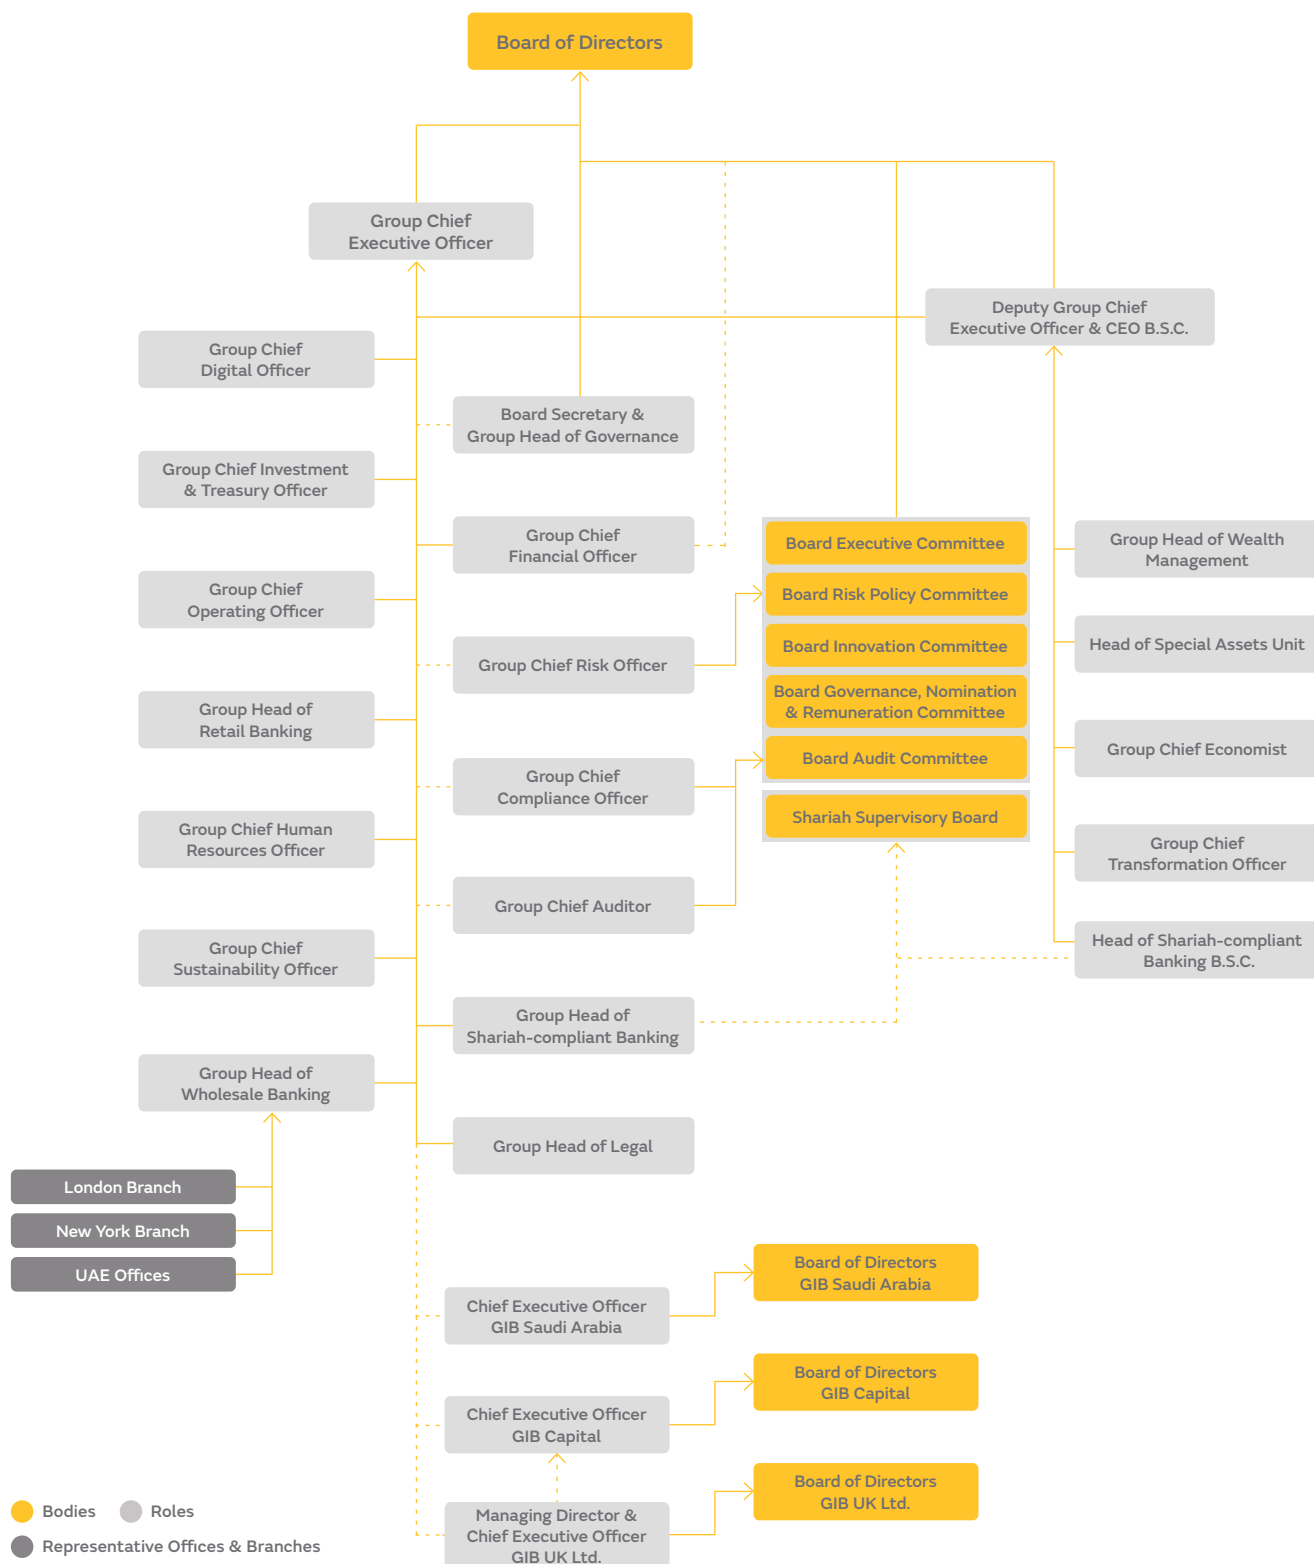 Board of Directors
Group Chief
Executive Officer
Deputy Group Chief
Executive Officer & CEO B.S.C.
Group Chief
Digital Officer
Board Secretary &
Group Head of Governance
Group Chief Investment
& Treasury Officer
Group Chief
Financial Officer
Board Executive Committee
Group Head of Wealth
Management
Group Chief
Operating Officer
Board Risk Policy Committee
Group Chief Risk Officer
Board Innovation Committee
Head of Special Assets Unit
Group Head of
Retail Banking
Board Governance, Nomination
& Remuneration Committee
Group Chief
Compliance Officer
Board Audit Committee
Group Chief Economist
Shariah Supervisory Board
Group Chief Human
Resources Officer
Group Chief
Transformation Officer
Group Chief Auditor
Group Chief
Sustainability Officer
Head of Shariah-compliant
Banking B.S.C.
Group Head of
Shariah-compliant Banking
Group Head of
Wholesale Banking
Group Head of Legal
London Branch
New York Branch
UAE Offices
Board of Directors
GIB Saudi Arabia
Chief Executive Officer
GIB Saudi Arabia
Board of Directors
GIB Capital
Chief Executive Officer
GIB Capital
Board of Directors
GIB UK Ltd.
Managing Director &
Chief Executive Officer
GIB UK Ltd.
Bodies
Roles
Representative Offices & Branches